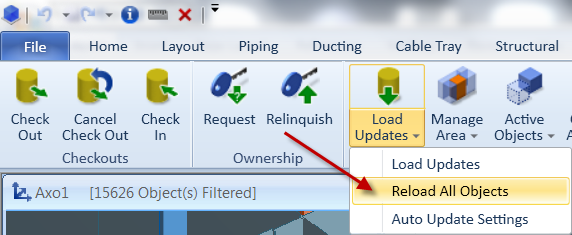 File Home Layout Piping Ducting Cable Tray Structural
Check Out
Cancel Check Out
Check In
Request
Relinquish
Load Updates
Manage Area
Active Objects
Checkouts
Ownership
Load Updates
Reload All Objects
Auto Update Settings
Axo1 [15626 Object(s) Filtered]